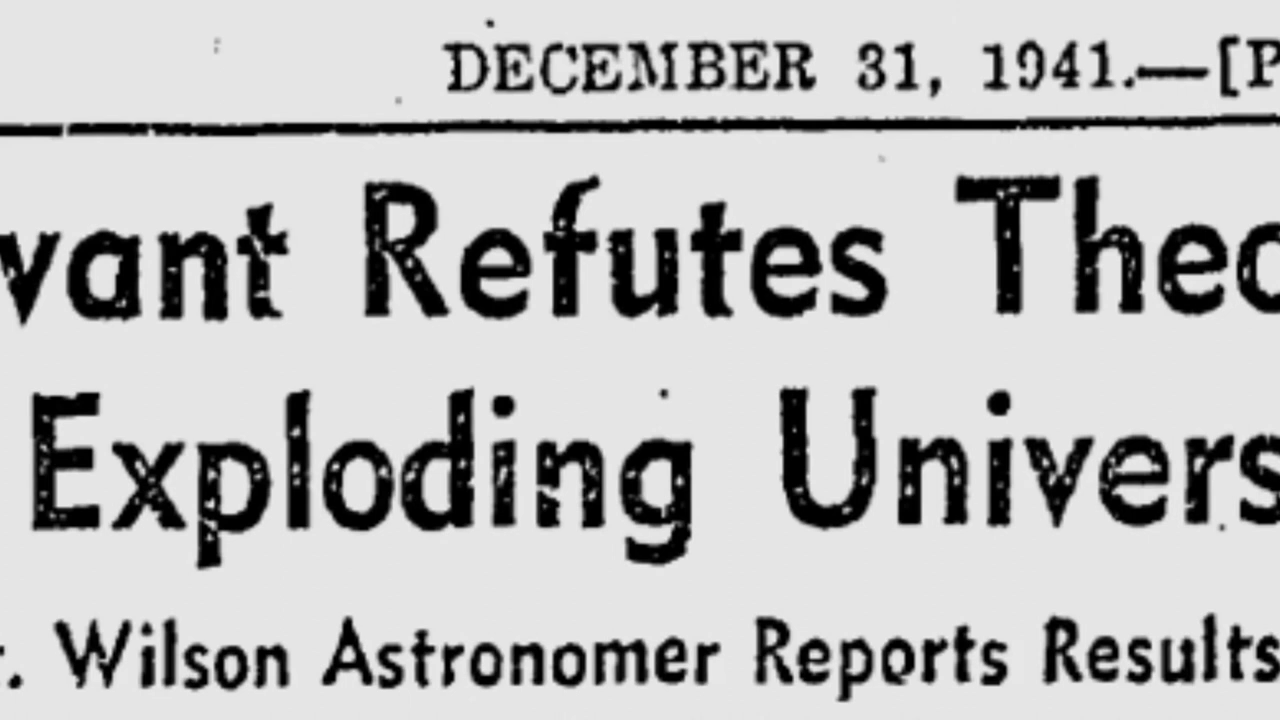 DECEMBER 31, 1941.—[P
vant Refutes Theo
Exploding Univers
t. Wilson Astronomer Reports Results